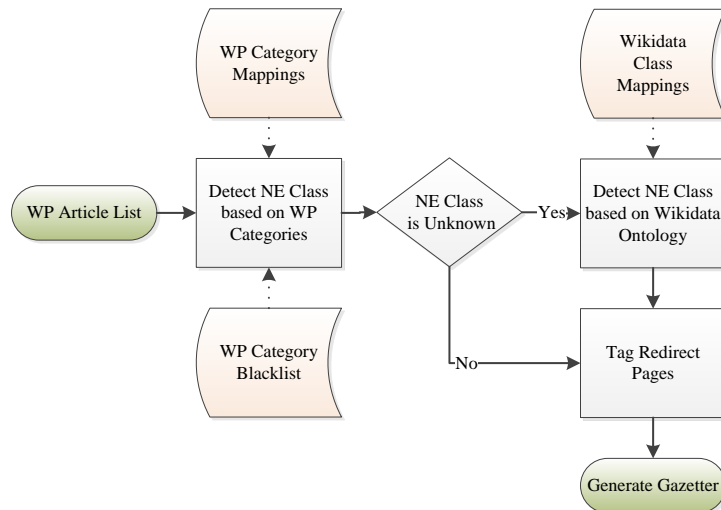 WP Category
Mappings
Wikidata
Class
Mappings
WP Article List
Detect NE Class
based on WP
Categories
NE Class
is Unknown
Yes
Detect NE Class
based on Wikidata
Ontology
WP Category
Blacklist
No
Tag Redirect
Pages
Generate Gazetter